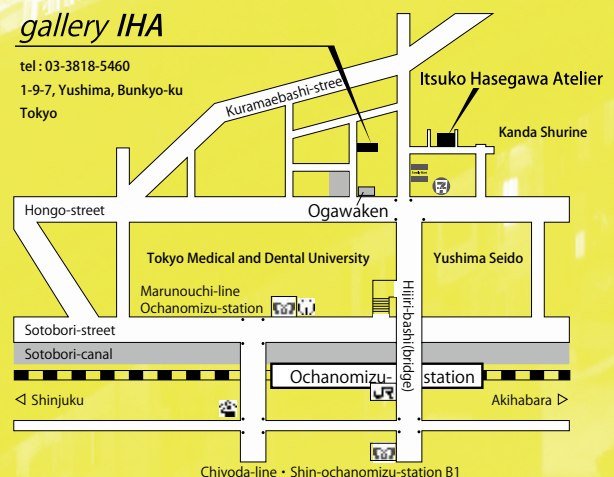 gallery IHA
tel : 03-3818-5460
1-9-7, Yushima, Bunkyo-ku
Tokyo
Kuramaebashi-street
Itsuko Hasegawa Atelier
Kanda Shurine
Hongo-street
Ogawaken
Tokyo Medical and Dental University
Yushima Seido
Marunouchi-line
Ochanomizu-station
Hijiri-bashi(bridge)
Sotobori-street
Sotobori-canal
Ochanomizu- station
JR
Shinjuku
Akihabara
Chiyoda-line・Shin-ochanomizu-station B1